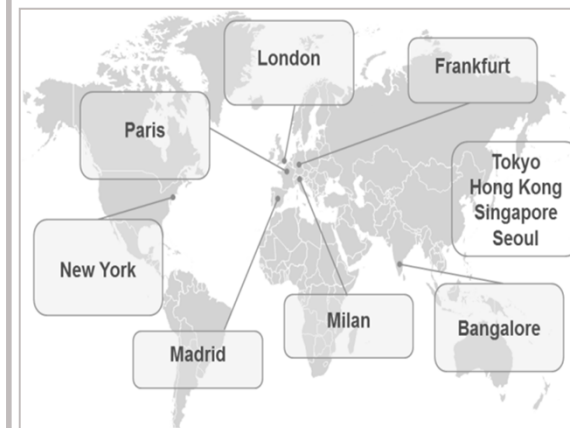 London
Frankfurt
Paris
Tokyo
Hong Kong
Singapore
Seoul
New York
Milan
Bangalore
Madrid